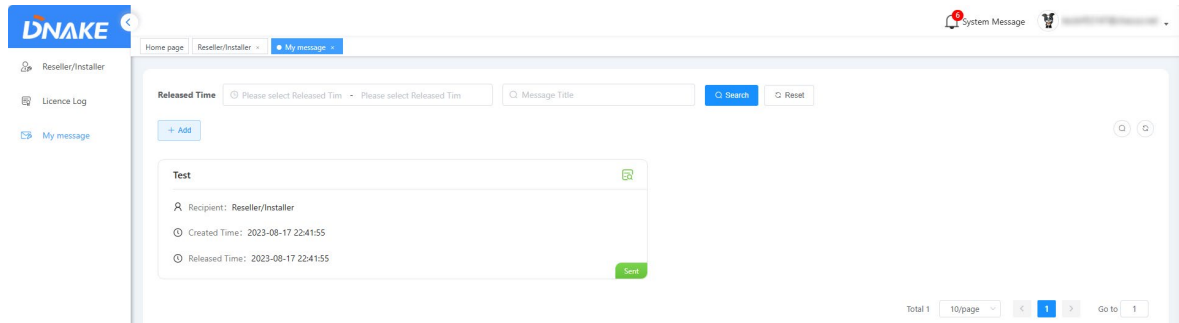 DNAKE
6
System Message
Home page Reseller/Installer × My message ×
Reseller/Installer
Licence Log
My message
Released Time Please select Released Tim - Please select Released Tim Message Title Search Reset
+ Add
Test
Recipient: Reseller/Installer
Created Time: 2023-08-17 22:41:55
Released Time: 2023-08-17 22:41:55
Sent
Total 1 10/page < 1 > Go to 1